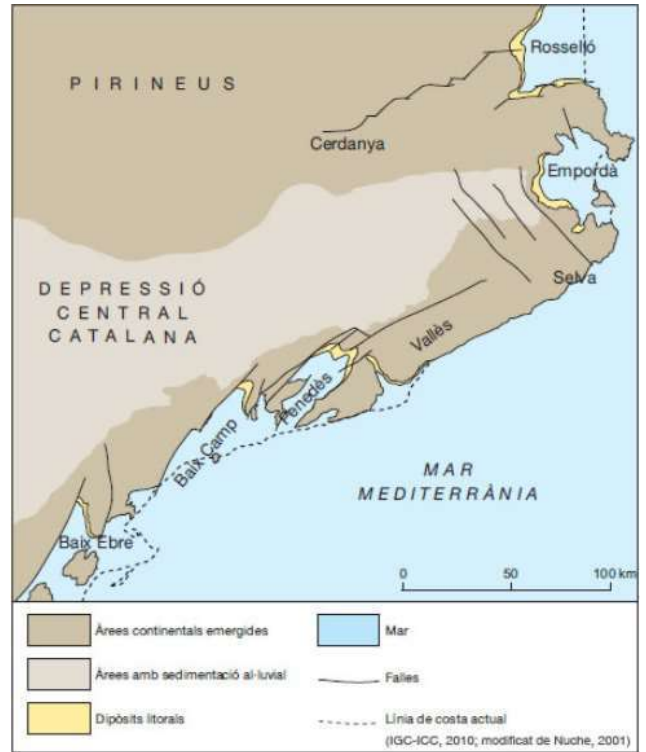 Rosselló
PIRINEUS
Cerdanya
Empordà
DEPRESSIÓ
CENTRAL
CATALANA
Selva
Vallès
Penedès
Baix Camp
MAR
MEDITERRÀNIA
Baix Ebre
0 50 100 km
Àrees continentals emergides
Mar
Àrees amb sedimentació al·luvial
Falles
Dipòsits litorals
Línia de costa actual
(IGC-ICC, 2010; modificat de Nuche, 2001)